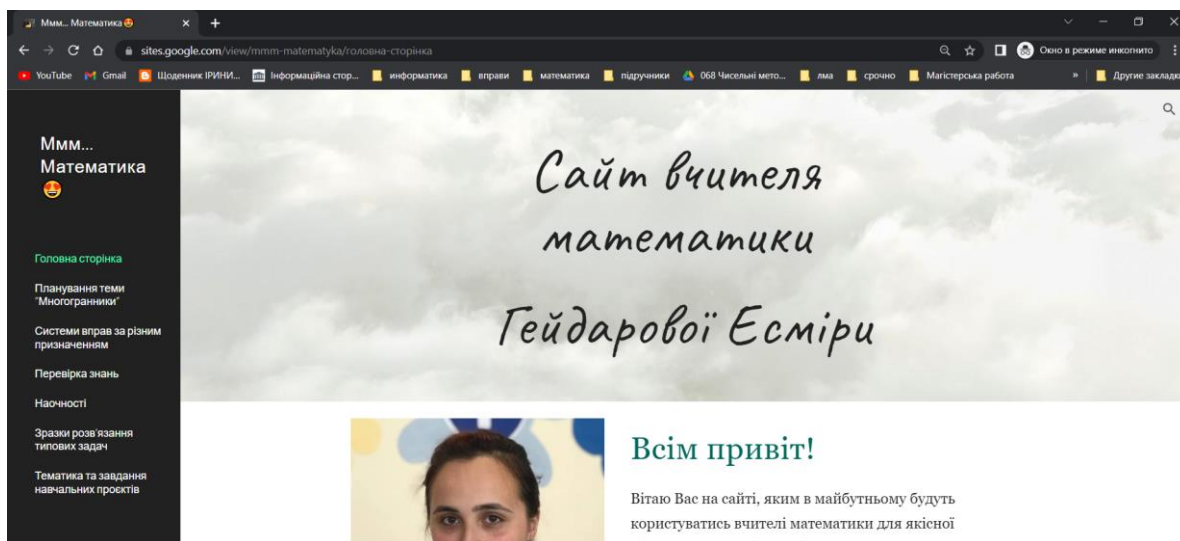 Ммм... Математика🤩
sites.google.com/view/mmm-matematyka/головна-сторінка
Окно в режиме инкогнито
YouTube Gmail Щоденник ІРИНИ... Інформаційна стор... информатика вправи математика підручники 068 Чисельні мето... лма срочно Магістерська работа » Другие закладки
Ммм...
Математика
🤩
Головна сторінка
Планування теми
"Многогранники"
Системи вправ за різним
призначенням
Перевірка знань
Наочності
Зразки розв'язання
типових задач
Тематика та завдання
навчальних проєктів
Сайт вчителя
математики
Гейдарової Есміри
Всім привіт!
Вітаю Вас на сайті, яким в майбутньому будуть
користуватись вчителі математики для якісної